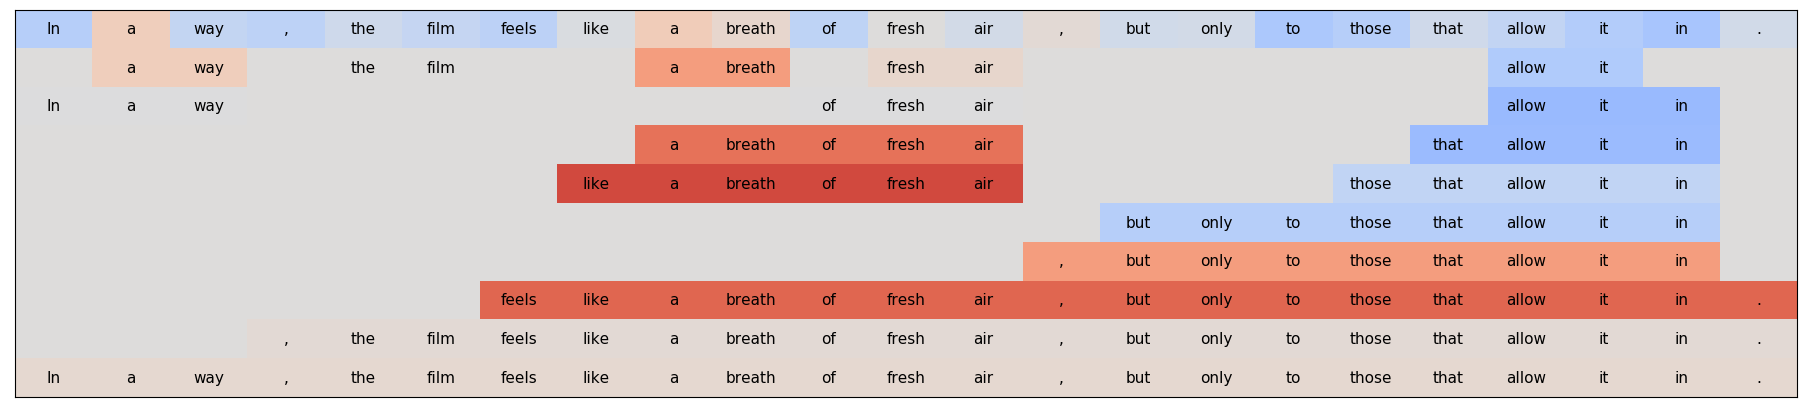 In a way , the film feels like a breath of fresh air , but only to those that allow it in .
a way the film a breath fresh air allow it
In a way of fresh air allow it in
a breath of fresh air that allow it in
like a breath of fresh air those that allow it in
but only to those that allow it in
, but only to those that allow it in
feels like a breath of fresh air , but only to those that allow it in .
, the film feels like a breath of fresh air , but only to those that allow it in .
In a way , the film feels like a breath of fresh air , but only to those that allow it in .